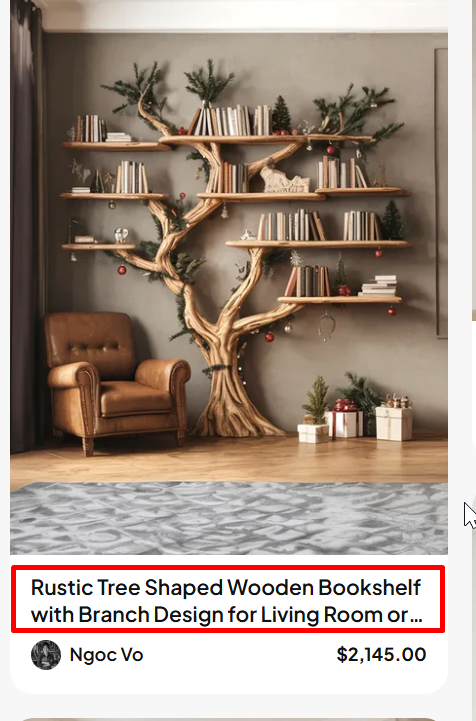 Rustic Tree Shaped Wooden Bookshelf
with Branch Design for Living Room or...
Ngoc Vo
$2,145.00